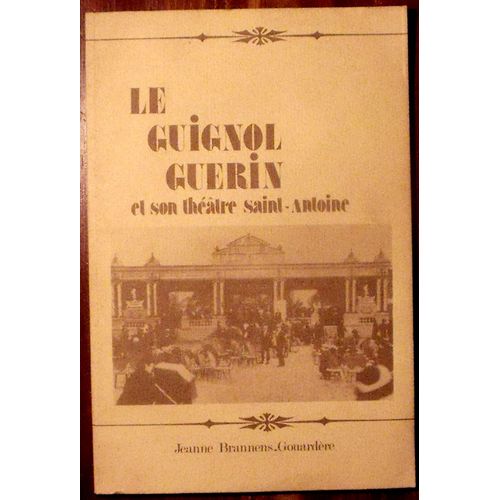 LE
GUiGNOL
GUERiN
et son théâtre Saint-Antoine
Jeanne Brannens-Gouardère